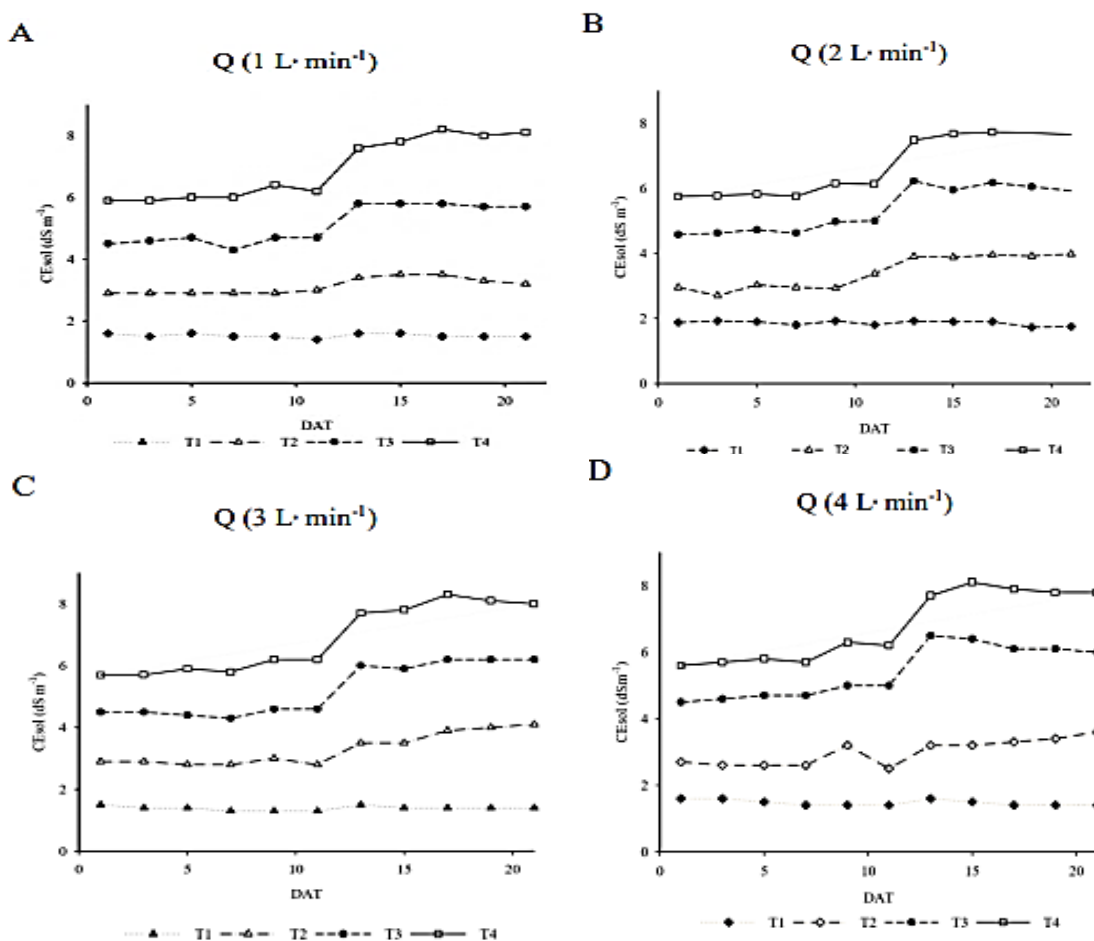 A
Q (1 L· min⁻¹)
CEsol (dS m⁻¹)
8
6
4
2
0
0 5 10 15 20
DAT
T1 T2 T3 T4
B
Q (2 L· min⁻¹)
CEsol (dS m⁻¹)
8
6
4
2
0
0 5 10 15 20
DAT
T1 T2 T3 T4
C
Q (3 L· min⁻¹)
CEsol (dS m⁻¹)
8
6
4
2
0
0 5 10 15 20
DAT
T1 T2 T3 T4
D
Q (4 L· min⁻¹)
CEsol (dSm⁻¹)
8
6
4
2
0
0 5 10 15 20
DAT
T1 T2 T3 T4